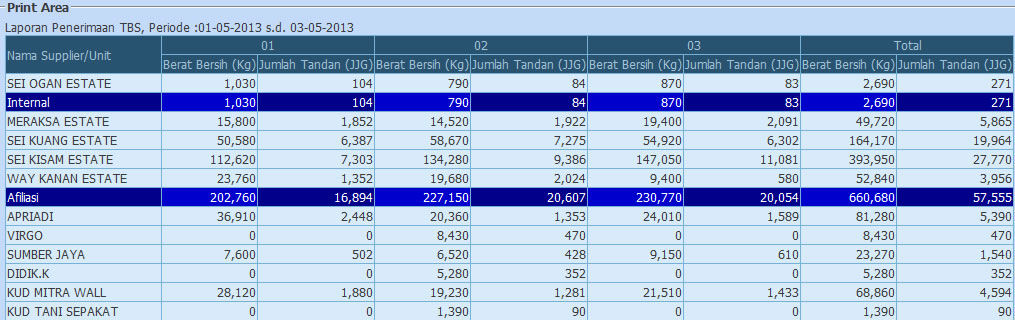 Print Area
Laporan Penerimaan TBS, Periode :01-05-2013 s.d. 03-05-2013
Nama Supplier/Unit 01 02 03 Total
Berat Bersih (Kg) Jumlah Tandan (JJG) Berat Bersih (Kg) Jumlah Tandan (JJG) Berat Bersih (Kg) Jumlah Tandan (JJG) Berat Bersih (Kg) Jumlah Tandan (JJG)
SEI OGAN ESTATE 1,030 104 790 84 870 83 2,690 271
Internal 1,030 104 790 84 870 83 2,690 271
MERAKSA ESTATE 15,800 1,852 14,520 1,922 19,400 2,091 49,720 5,865
SEI KUANG ESTATE 50,580 6,387 58,670 7,275 54,920 6,302 164,170 19,964
SEI KISAM ESTATE 112,620 7,303 134,280 9,386 147,050 11,081 393,950 27,770
WAY KANAN ESTATE 23,760 1,352 19,680 2,024 9,400 580 52,840 3,956
Afiliasi 202,760 16,894 227,150 20,607 230,770 20,054 660,680 57,555
APRIADI 36,910 2,448 20,360 1,353 24,010 1,589 81,280 5,390
VIRGO 0 0 8,430 470 0 0 8,430 470
SUMBER JAYA 7,600 502 6,520 428 9,150 610 23,270 1,540
DIDIK.K 0 0 5,280 352 0 0 5,280 352
KUD MITRA WALL 28,120 1,880 19,230 1,281 21,510 1,433 68,860 4,594
KUD TANI SEPAKAT 0 0 1,390 90 0 0 1,390 90